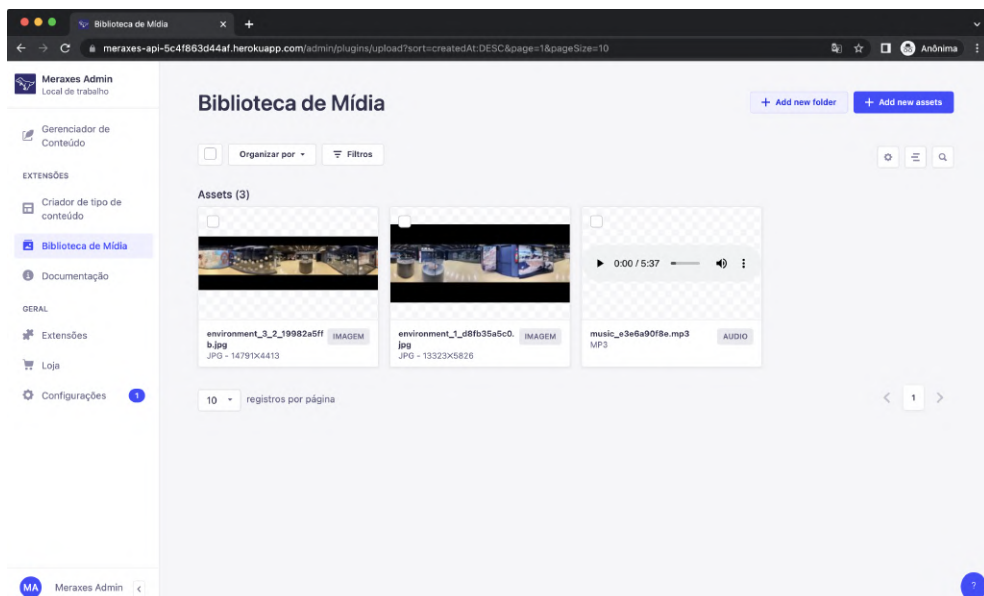 Biblioteca de Mídia
meraxes-api-5c4f863d44af.herokuapp.com/admin/plugins/upload?sort=createdAt:DESC&page=1&pageSize=10
Anônima
Meraxes Admin
Local de trabalho
Gerenciador de
Conteúdo
EXTENSÕES
Criador de tipo de
conteúdo
Biblioteca de Mídia
Documentação
GERAL
Extensões
Loja
Configurações 1
MA Meraxes Admin
Biblioteca de Mídia
+ Add new folder
+ Add new assets
Organizar por
Filtros
Assets (3)
environment_3_2_19982a5ff
b.jpg
JPG - 14791✕4413
IMAGEM
environment_1_d8fb35a5c0.
jpg
JPG - 13323✕5826
IMAGEM
0:00 / 5:37
music_e3e6a90f8e.mp3
MP3
AUDIO
10 registros por página
1
?